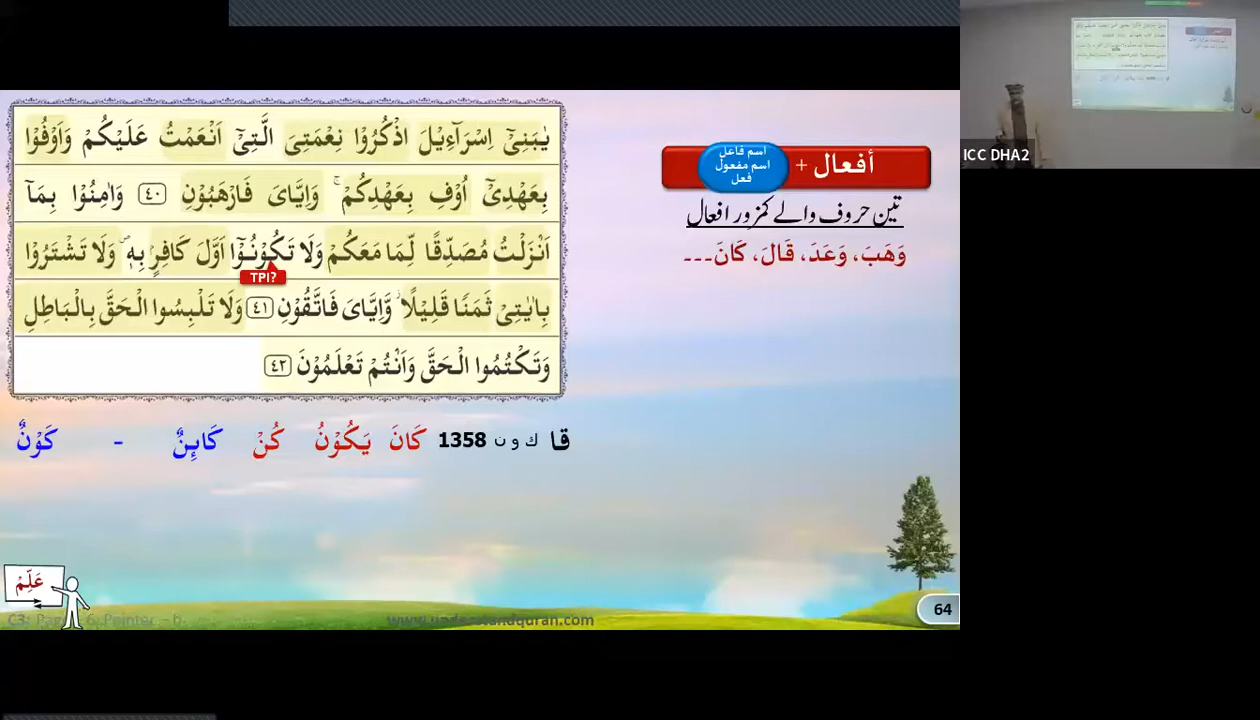 يٰبَنِىْٓ اِسْرَآءِيْلَ اذْكُرُوْا نِعْمَتِىَ الَّتِىْٓ اَنْعَمْتُ عَلَيْكُمْ وَاَوْفُوْا
بِعَهْدِىْٓ اُوْفِ بِعَهْدِكُمْ ۚ وَاِيَّاىَ فَارْهَبُوْنِ ﴿٤٠﴾ وَاٰمِنُوْا بِمَآ
اَنْزَلْتُ مُصَدِّقًا لِّمَا مَعَكُمْ وَلَا تَكُوْنُوْٓا اَوَّلَ كَافِرٍۭ بِهٖ ۪ وَلَا تَشْتَرُوْا
TPI?
بِاٰيٰتِىْ ثَمَنًا قَلِيْلًا ۡ وَّاِيَّاىَ فَاتَّقُوْنِ ﴿٤١﴾ وَلَا تَلْبِسُوا الْحَقَّ بِالْبَاطِلِ
وَتَكْتُمُوا الْحَقَّ وَاَنْتُمْ تَعْلَمُوْنَ ﴿٤٢﴾
قا ك و ن 1358 كَانَ يَكُوْنُ كُنْ كَائِنٌ - كَوْنٌ
أفعال +
اسم فاعل
اسم مفعول
فعل
تین حروف والے کمزور افعال
وَهَبَ، وَعَدَ، قَالَ، كَانَ۔۔۔
عَلِّمْ
www.understandquran.com
64
ICC DHA2